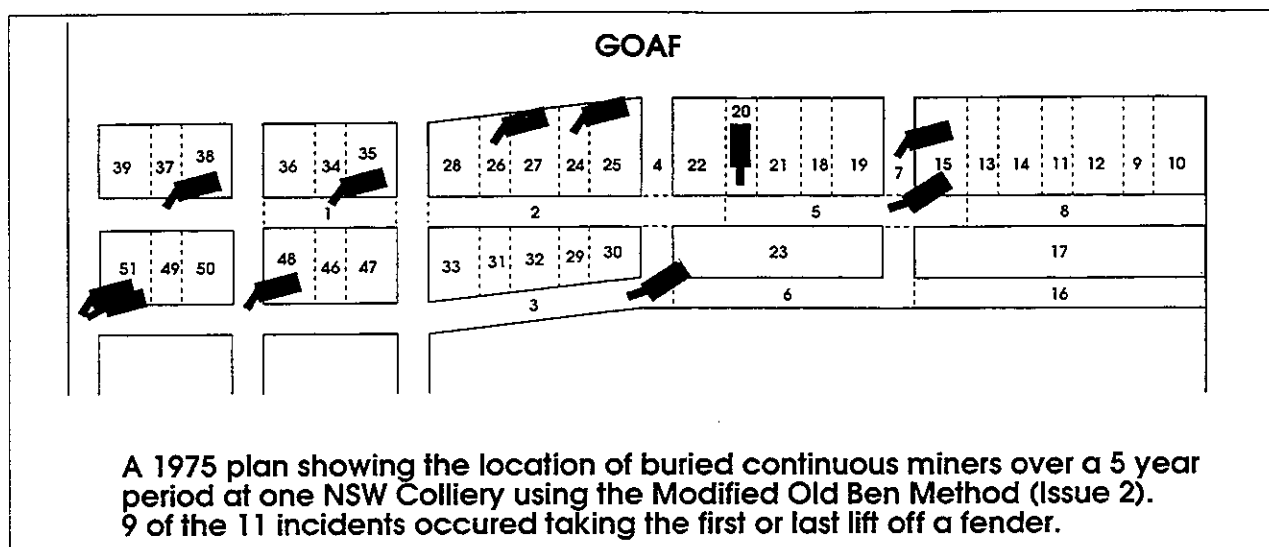 GOAF
20
39 37 38 36 34 35 28 26 27 24 25 4 22 21 18 19 7 15 13 14 11 12 9 10
1 2 5 8
51 49 50 48 46 47 33 31 32 29 30 23 17
3 6 16
A 1975 plan showing the location of buried continuous miners over a 5 year
period at one NSW Colliery using the Modified Old Ben Method (Issue 2).
9 of the 11 incidents occured taking the first or last lift off a fender.